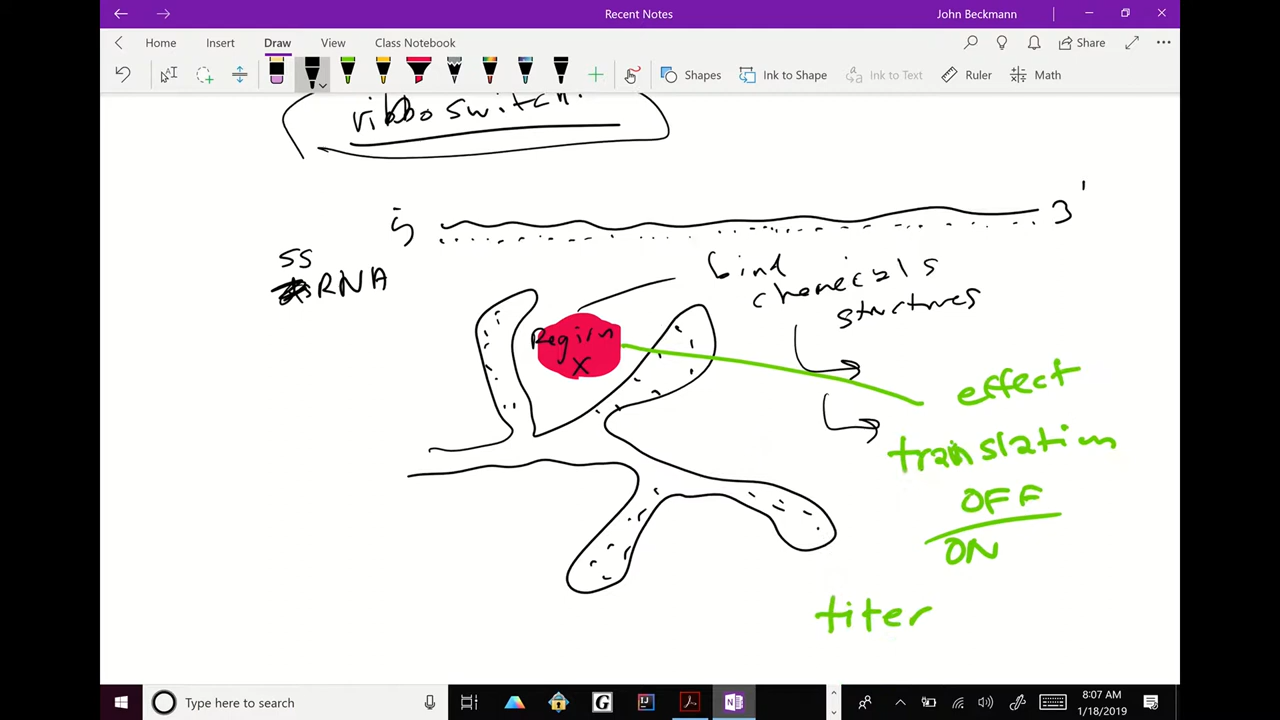 Recent Notes
John Beckmann
Home Insert Draw View Class Notebook
Share
Shapes Ink to Shape Ink to Text Ruler Math
ribboswitch.
5' 3'
ss
RNA
bind
chemicals
structures
Region
X
effect
translation
OFF
ON
titer
Type here to search
8:07 AM
1/18/2019